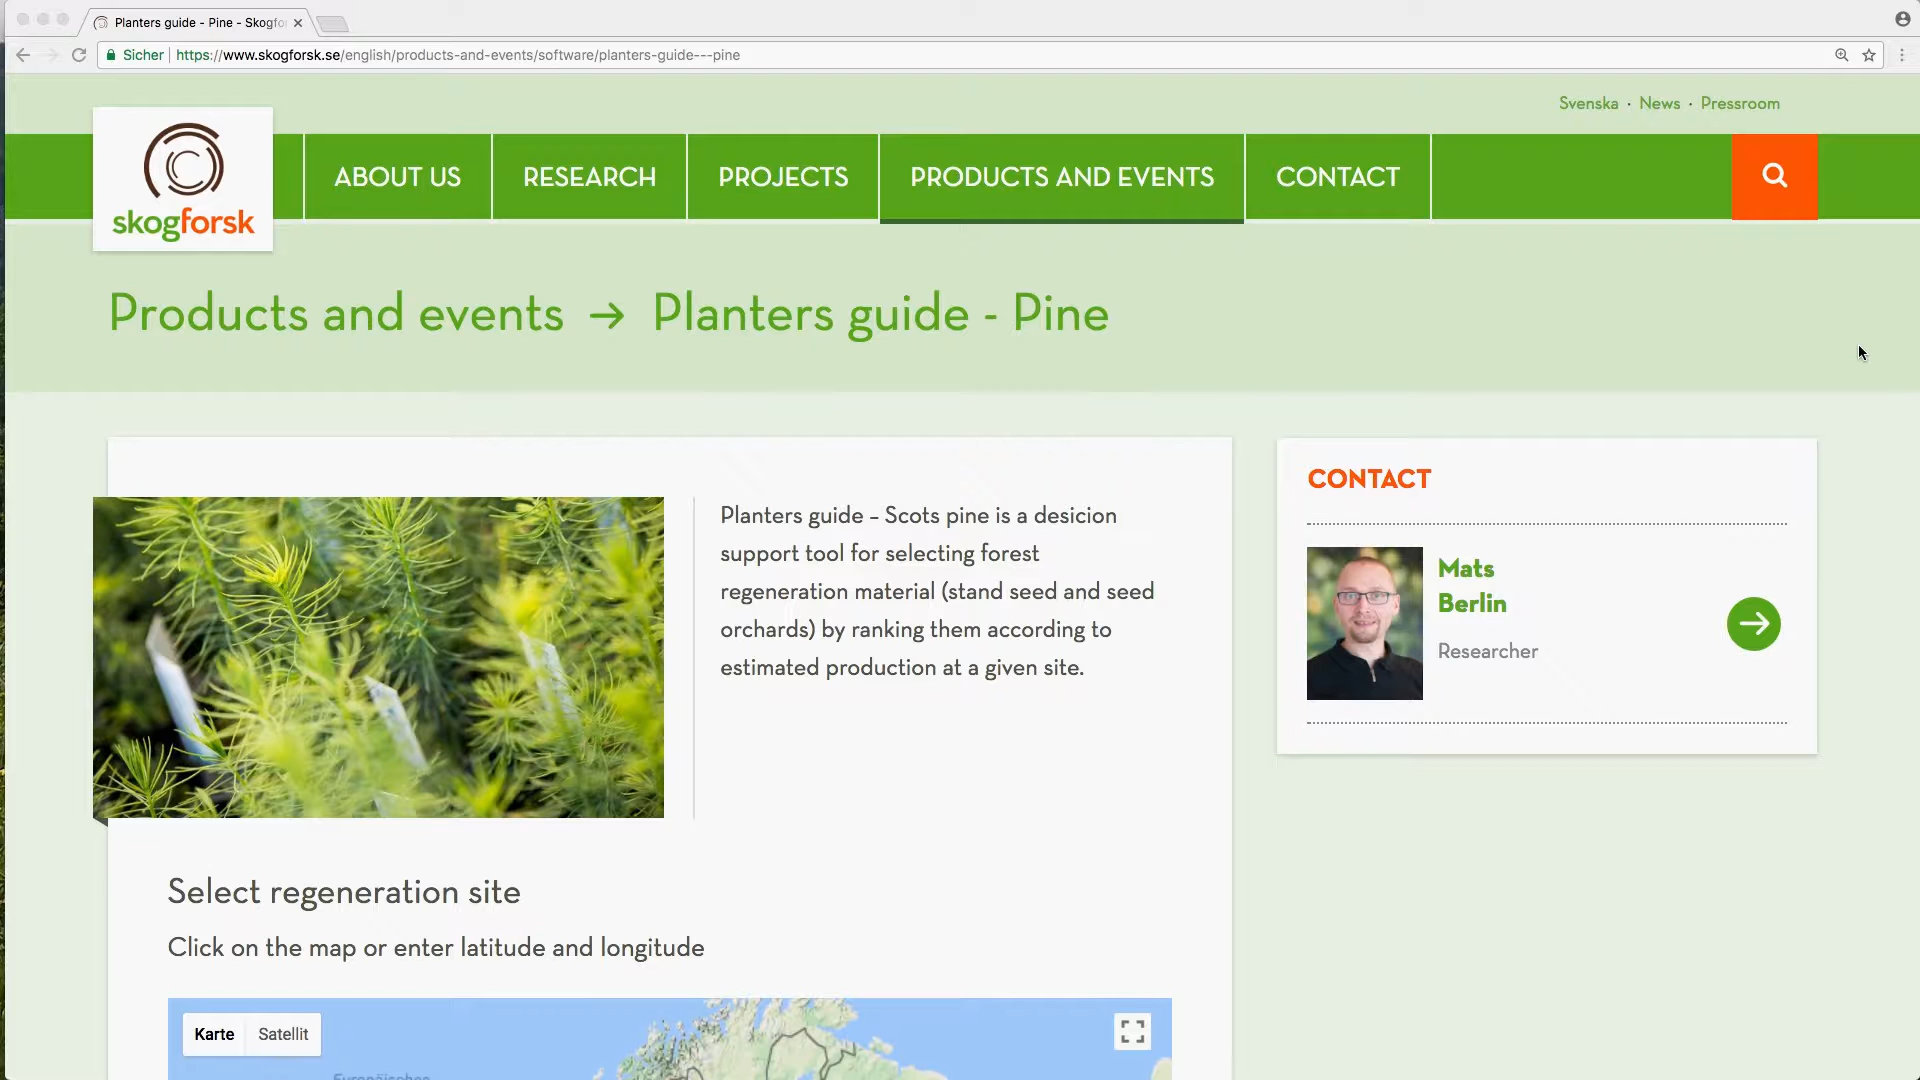 Planters guide - Pine - Skogfo
Sicher https://www.skogforsk.se/english/products-and-events/software/planters-guide---pine
Svenska · News · Pressroom
skogforsk
ABOUT US
RESEARCH
PROJECTS
PRODUCTS AND EVENTS
CONTACT
Products and events → Planters guide - Pine
Planters guide – Scots pine is a desicion
support tool for selecting forest
regeneration material (stand seed and seed
orchards) by ranking them according to
estimated production at a given site.
CONTACT
Mats
Berlin
Researcher
Select regeneration site
Click on the map or enter latitude and longitude
Karte Satellit
Europäisches